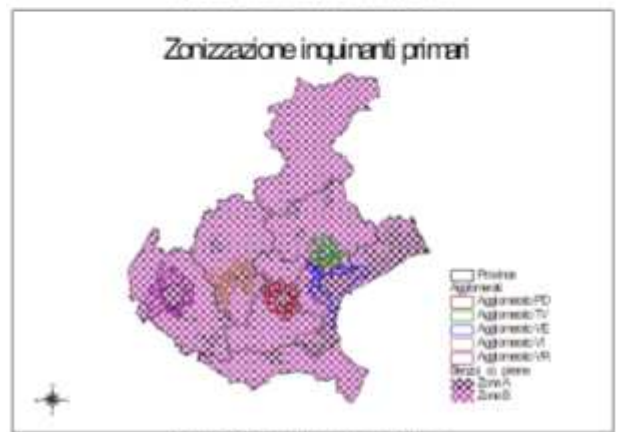 Zonizzazione inquinanti primari
Province
Agglomerati
Agglomerato PD
Agglomerato TV
Agglomerato VE
Agglomerato VI
Agglomerato VR
Zona A
Zona B